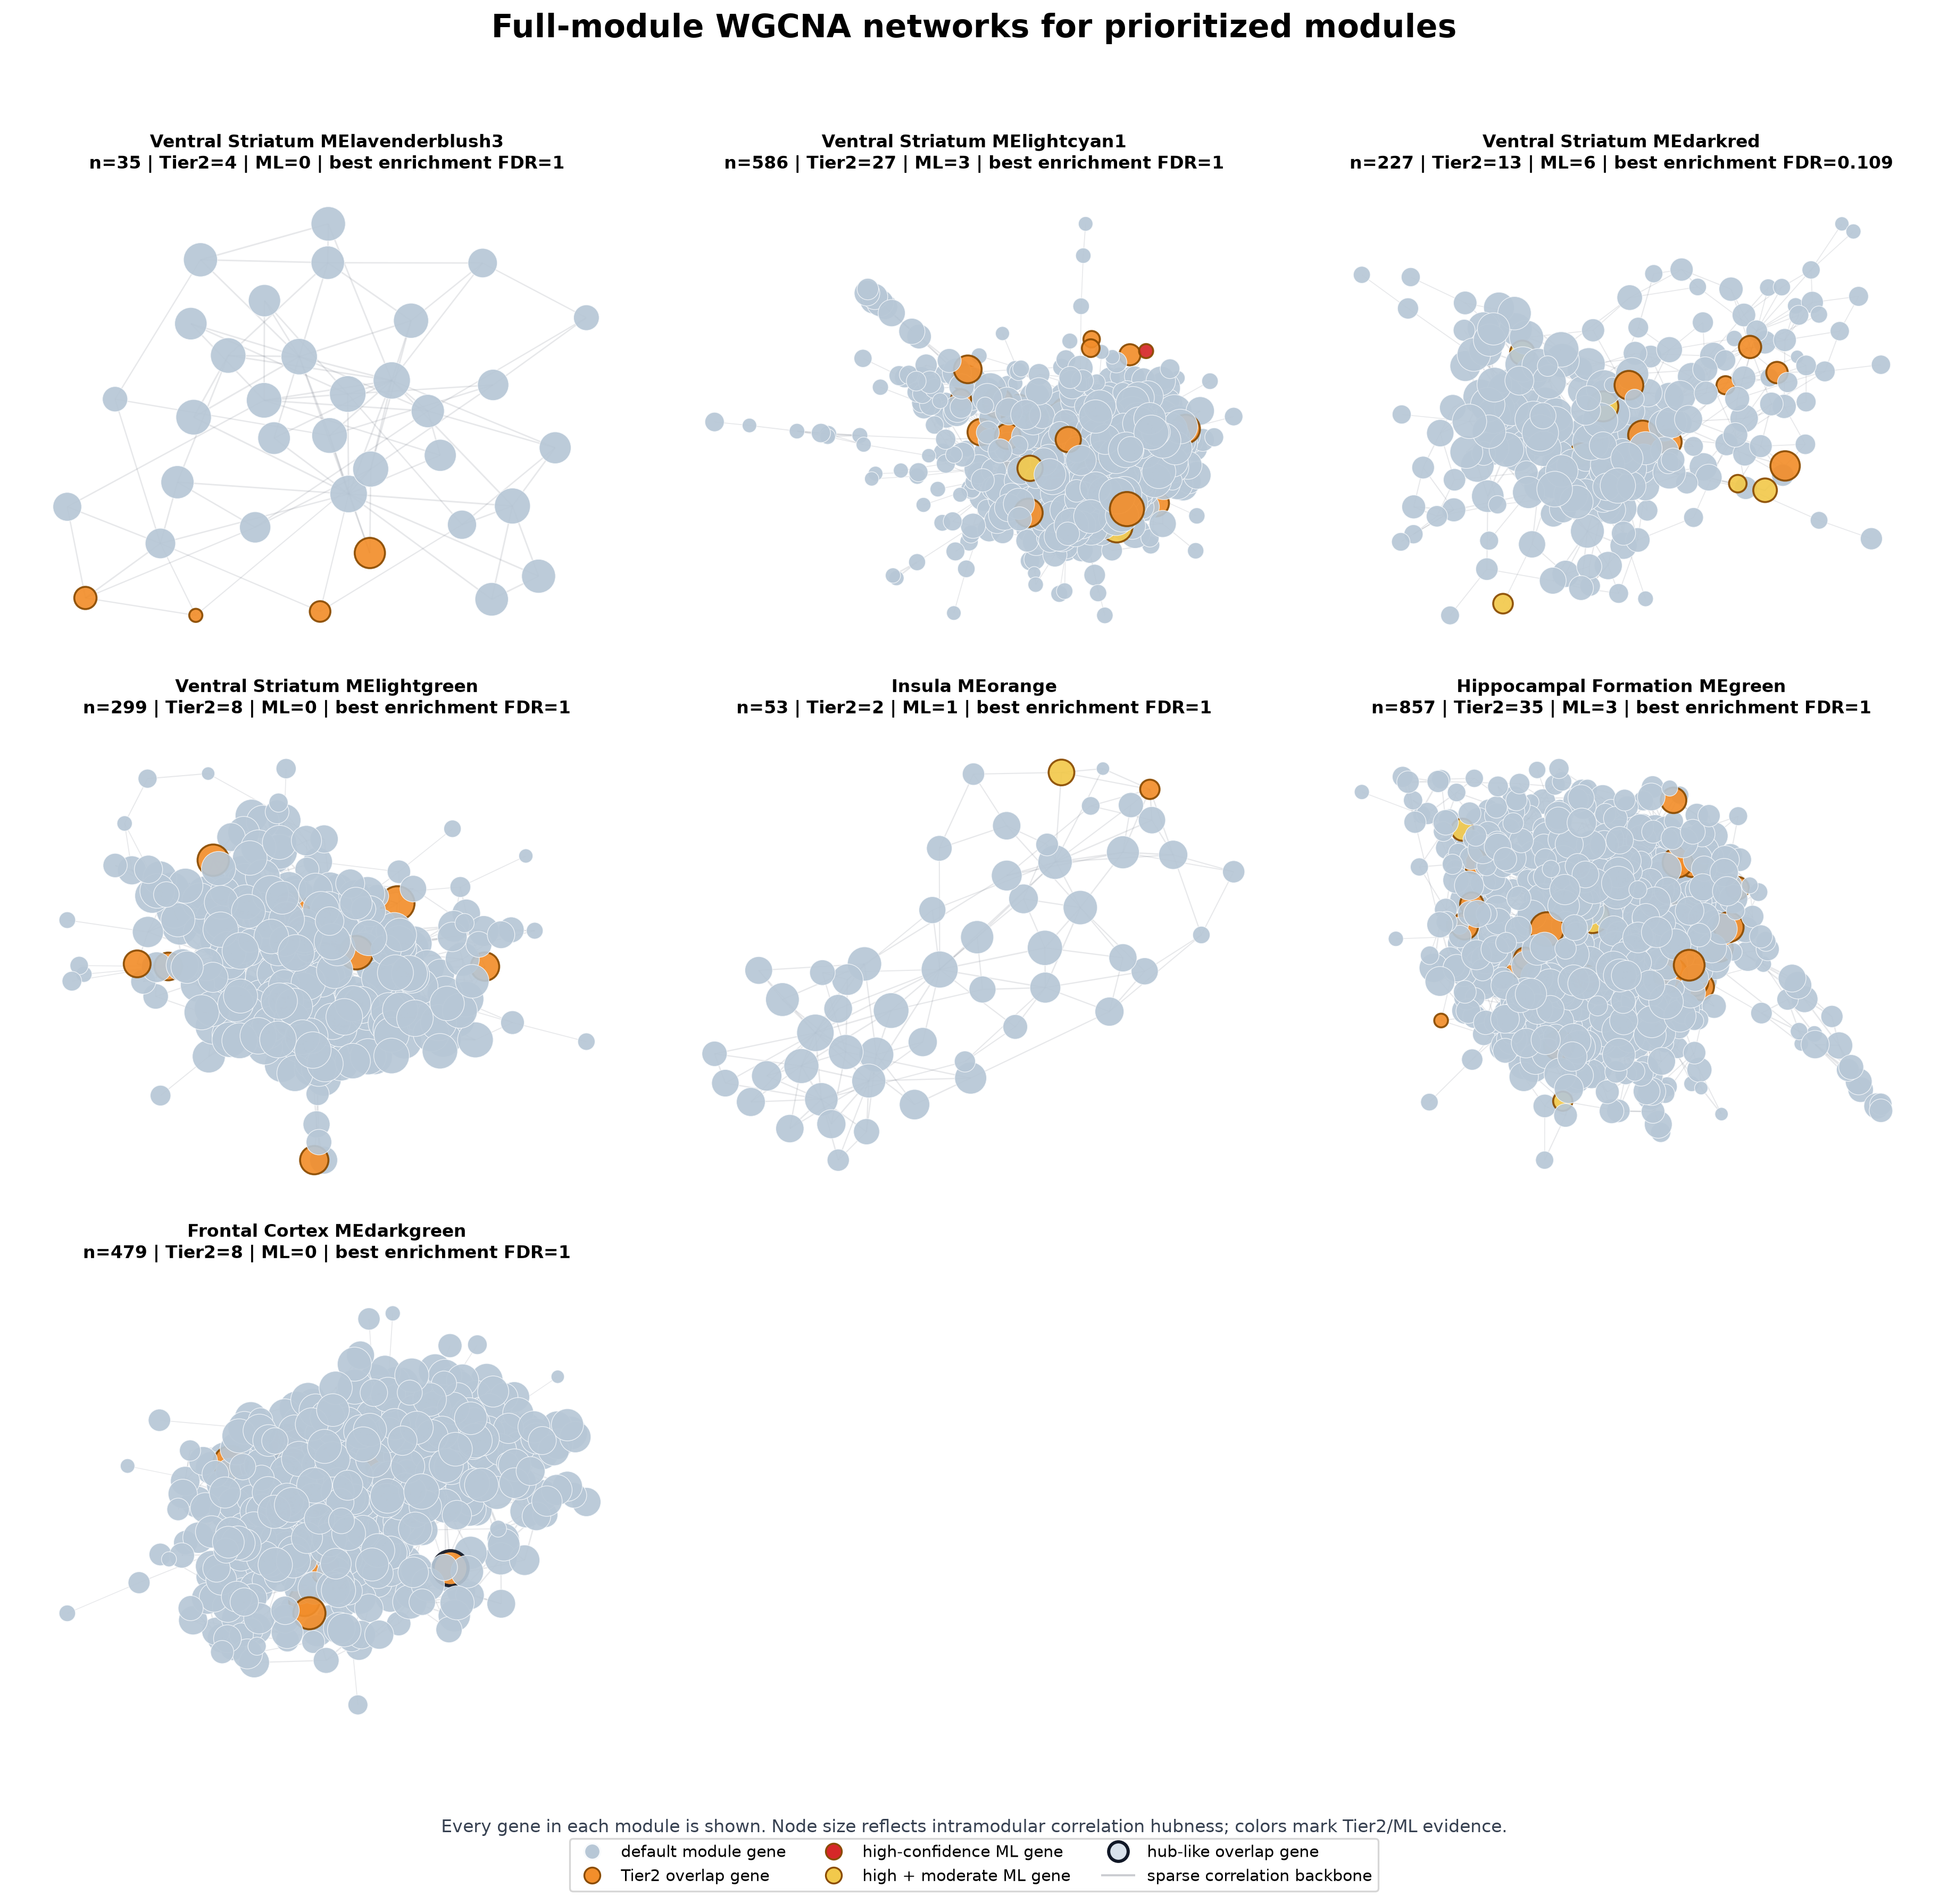 Full-module WGCNA networks for prioritized modules
Ventral Striatum MElavenderblush3
n=35 | Tier2=4 | ML=0 | best enrichment FDR=1
Ventral Striatum MElightcyan1
n=586 | Tier2=27 | ML=3 | best enrichment FDR=1
Ventral Striatum MEdarkred
n=227 | Tier2=13 | ML=6 | best enrichment FDR=0.109
Ventral Striatum MElightgreen
n=299 | Tier2=8 | ML=0 | best enrichment FDR=1
Insula MEorange
n=53 | Tier2=2 | ML=1 | best enrichment FDR=1
Hippocampal Formation MEgreen
n=857 | Tier2=35 | ML=3 | best enrichment FDR=1
Frontal Cortex MEdarkgreen
n=479 | Tier2=8 | ML=0 | best enrichment FDR=1
Every gene in each module is shown. Node size reflects intramodular correlation hubness; colors mark Tier2/ML evidence.
default module gene
Tier2 overlap gene
high-confidence ML gene
high + moderate ML gene
hub-like overlap gene
sparse correlation backbone